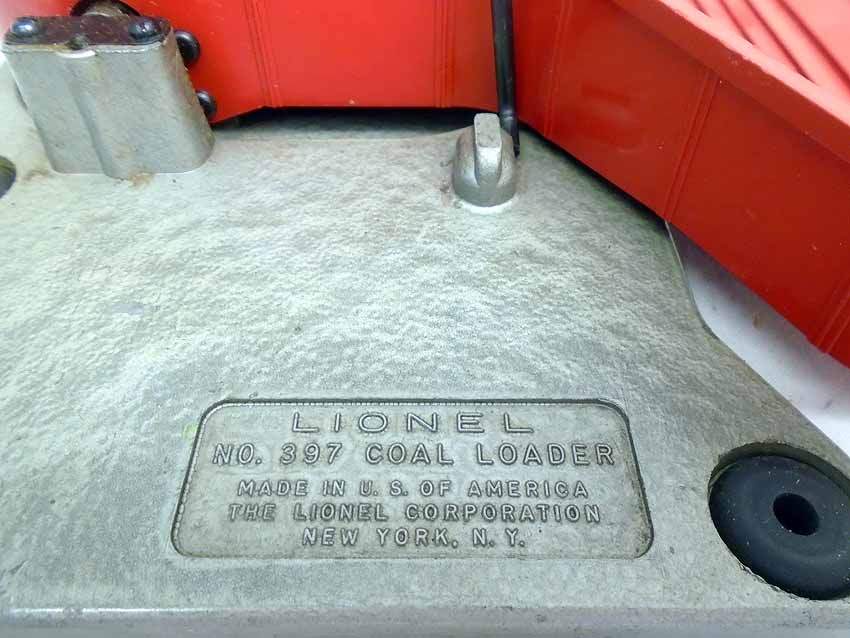 LIONEL
NO. 397 COAL LOADER
MADE IN U. S. OF AMERICA
THE LIONEL CORPORATION
NEW YORK, N. Y.